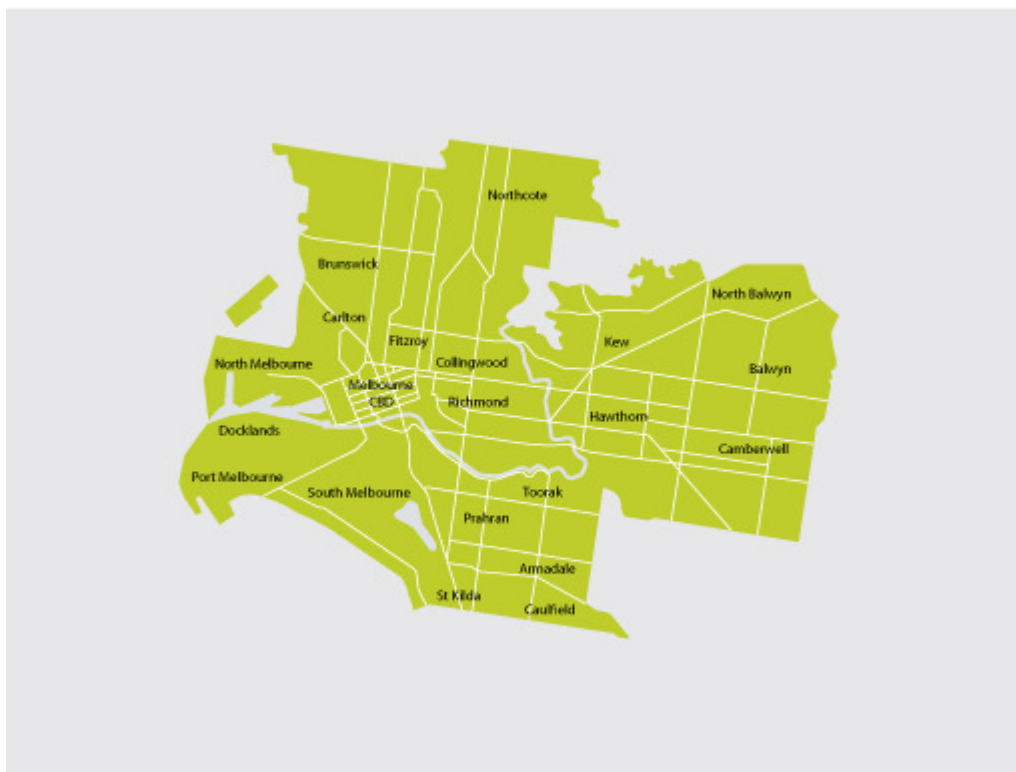 Northcote
Brunswick
North Balwyn
Carlton
Fitzroy
Kew
North Melbourne
Collingwood
Balwyn
Melbourne
CBD
Richmond
Hawthorn
Docklands
Camberwell
Port Melbourne
South Melbourne
Toorak
Prahran
Armadale
St Kilda
Caulfield